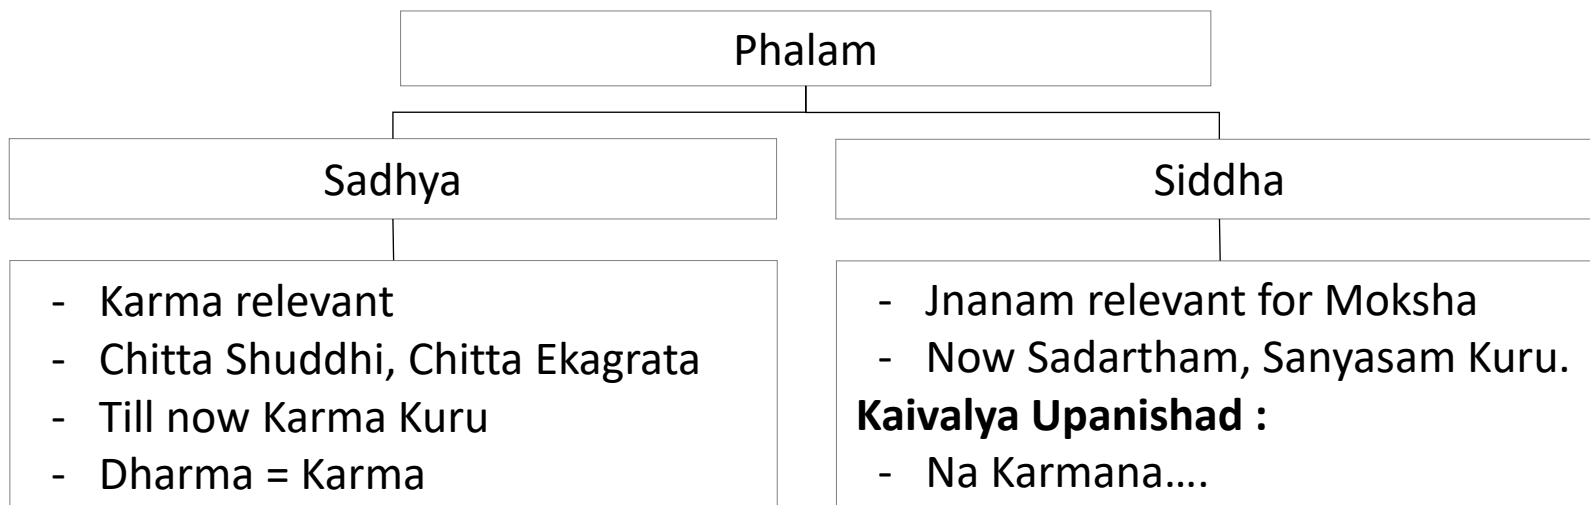 Phalam
Sadhya
Siddha
- Karma relevant
- Chitta Shuddhi, Chitta Ekagrata
- Till now Karma Kuru
- Dharma = Karma
- Jnanam relevant for Moksha
- Now Sadartham, Sanyasam Kuru.
Kaivalya Upanishad :
- Na Karmana....